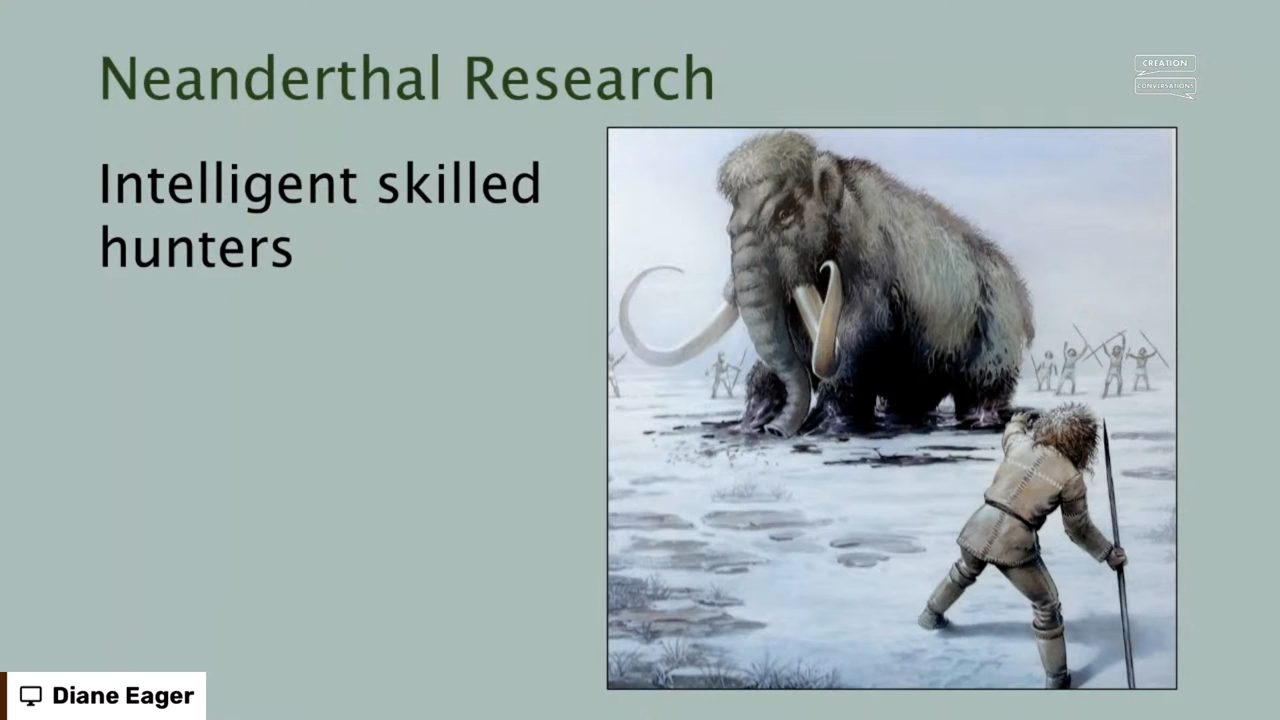 Neanderthal Research
CREATION
CONVERSATIONS
Intelligent skilled
hunters
Diane Eager